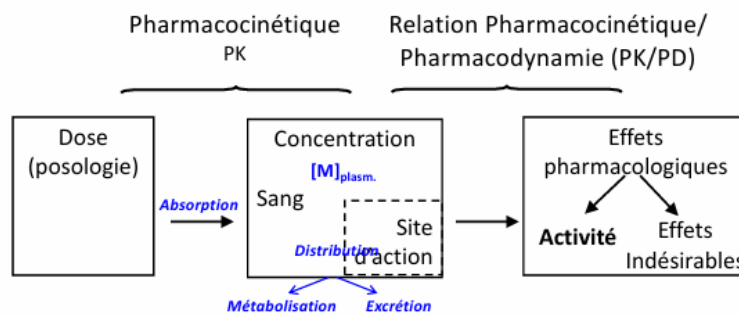 Pharmacocinétique
PK
Relation Pharmacocinétique/
Pharmacodynamie (PK/PD)
Dose
(posologie)
Absorption
Concentration
[M]plasm.
Sang
Site
Distribution
d'action
Métabolisation
Excrétion
Effets
pharmacologiques
Activité
Effets
Indésirables